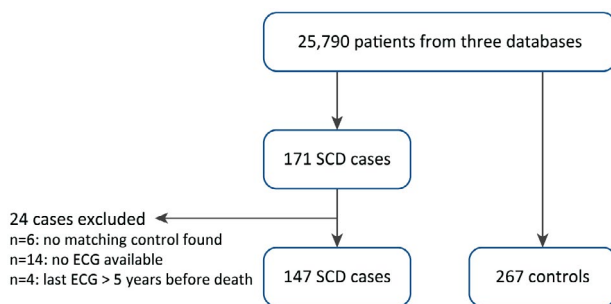 25,790 patients from three databases
171 SCD cases
24 cases excluded
n=6: no matching control found
n=14: no ECG available
n=4: last ECG > 5 years before death
147 SCD cases
267 controls